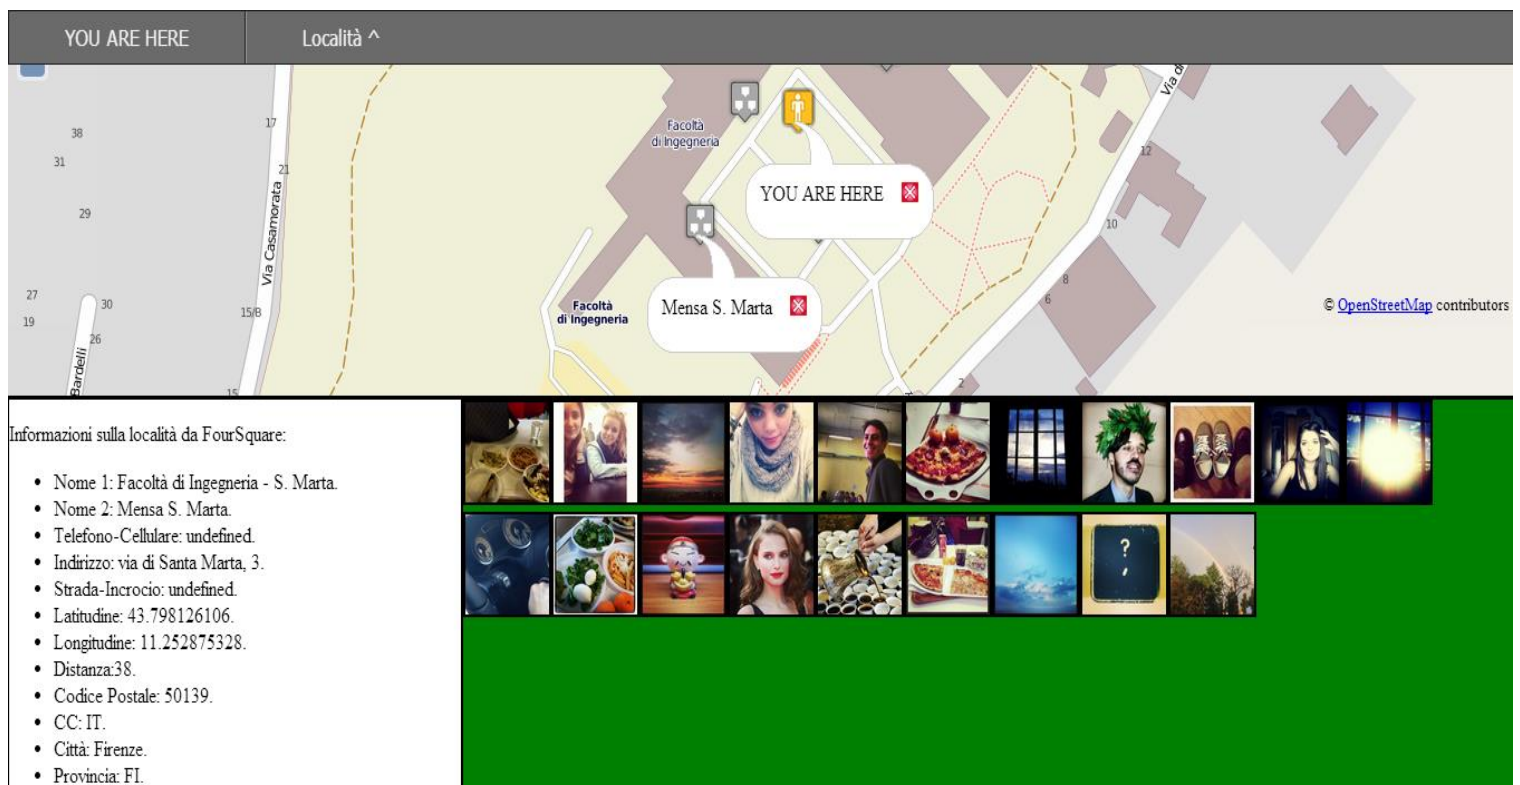 YOU ARE HERE
Località ^
Via d
38
17
Facoltà
di Ingegneria
31
21
12
29
Via Casamorata
YOU ARE HERE
10
8
6
27
30
19
15/B
26
Facoltà
di Ingegneria
Mensa S. Marta
© OpenStreetMap contributors
Bardelli
15
2
Informazioni sulla località da FourSquare:
• Nome 1: Facoltà di Ingegneria - S. Marta.
• Nome 2: Mensa S. Marta.
• Telefono-Cellulare: undefined.
• Indirizzo: via di Santa Marta, 3.
• Strada-Incrocio: undefined.
• Latitudine: 43.798126106.
• Longitudine: 11.252875328.
• Distanza:38.
• Codice Postale: 50139.
• CC: IT.
• Città: Firenze.
• Provincia: FI.
?